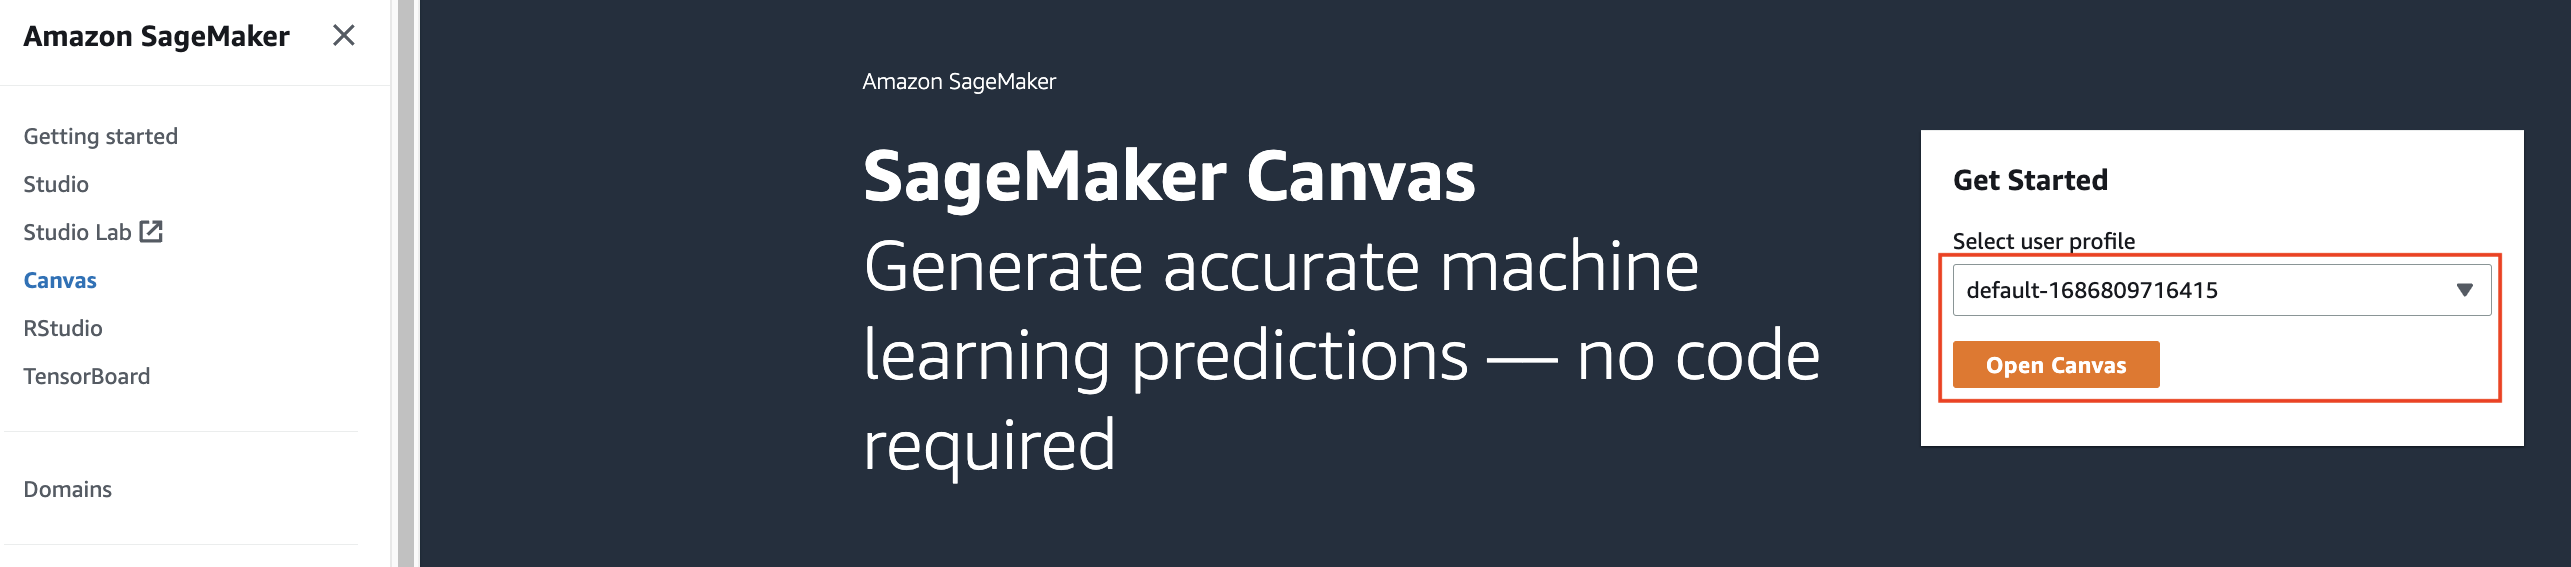 Amazon SageMaker
Getting started
Studio
Studio Lab
Canvas
RStudio
TensorBoard
Domains
Amazon SageMaker
SageMaker Canvas
Generate accurate machine
learning predictions — no code
required
Get Started
Select user profile
default-1686809716415
Open Canvas